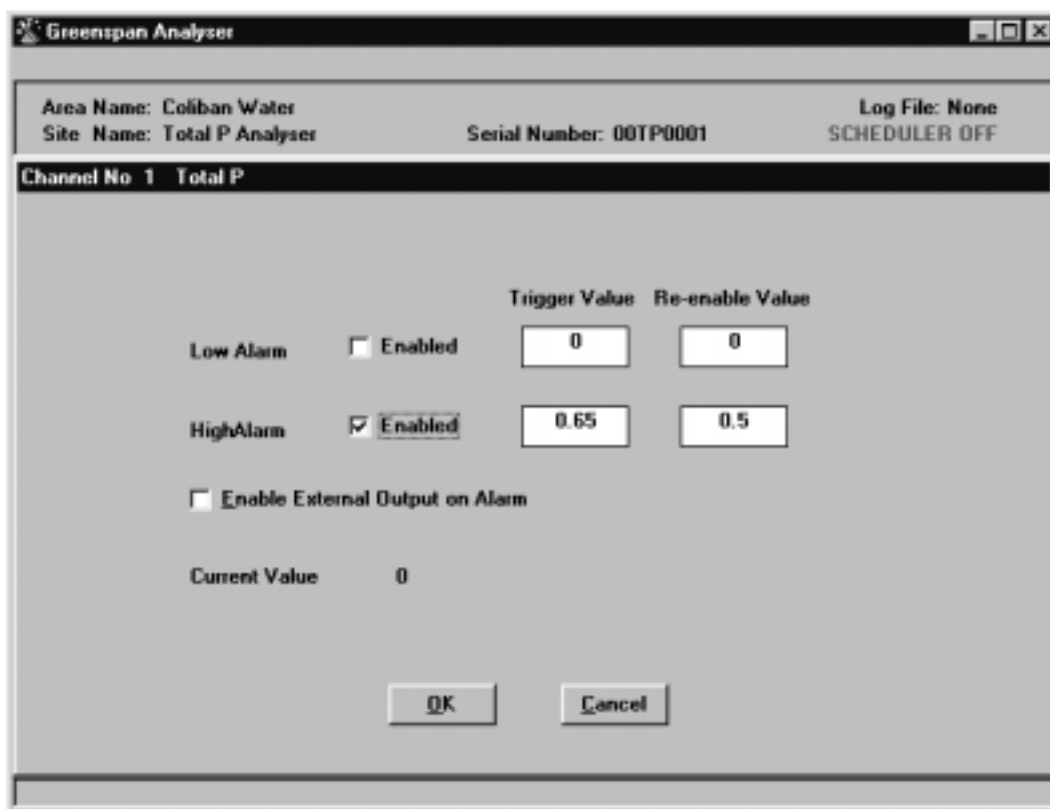 Greenspan Analyser
Area Name: Coliban Water Log File: None
Site Name: Total P Analyser Serial Number: 00TP0001 SCHEDULER OFF
Channel No 1 Total P
Trigger Value Re-enable Value
Low Alarm Enabled 0 0
HighAlarm Enabled 0.65 0.5
Enable External Output on Alarm
Current Value 0
OK Cancel